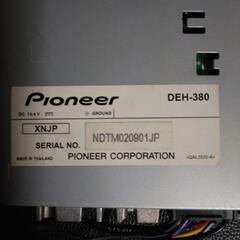 Pioneer DEH-380
DC 14.4 V GROUND
XNJP
SERIAL NO. NDTM020901JP
MADE IN THAILAND PIONEER CORPORATION